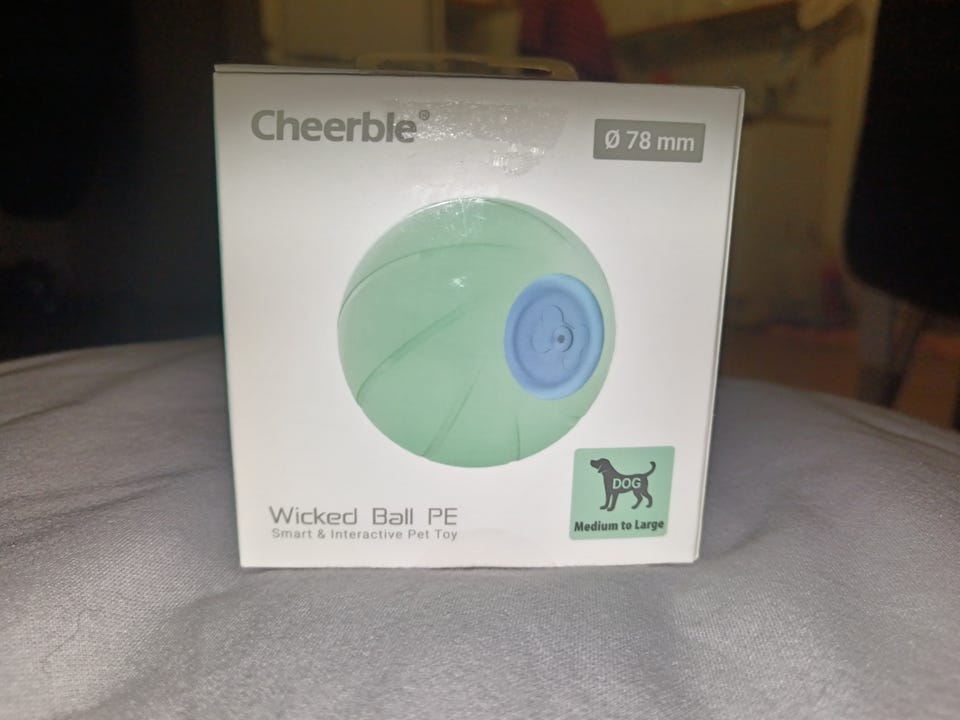 Cheerble®
Ø 78 mm
DOG
Medium to Large
Wicked Ball PE
Smart & Interactive Pet Toy